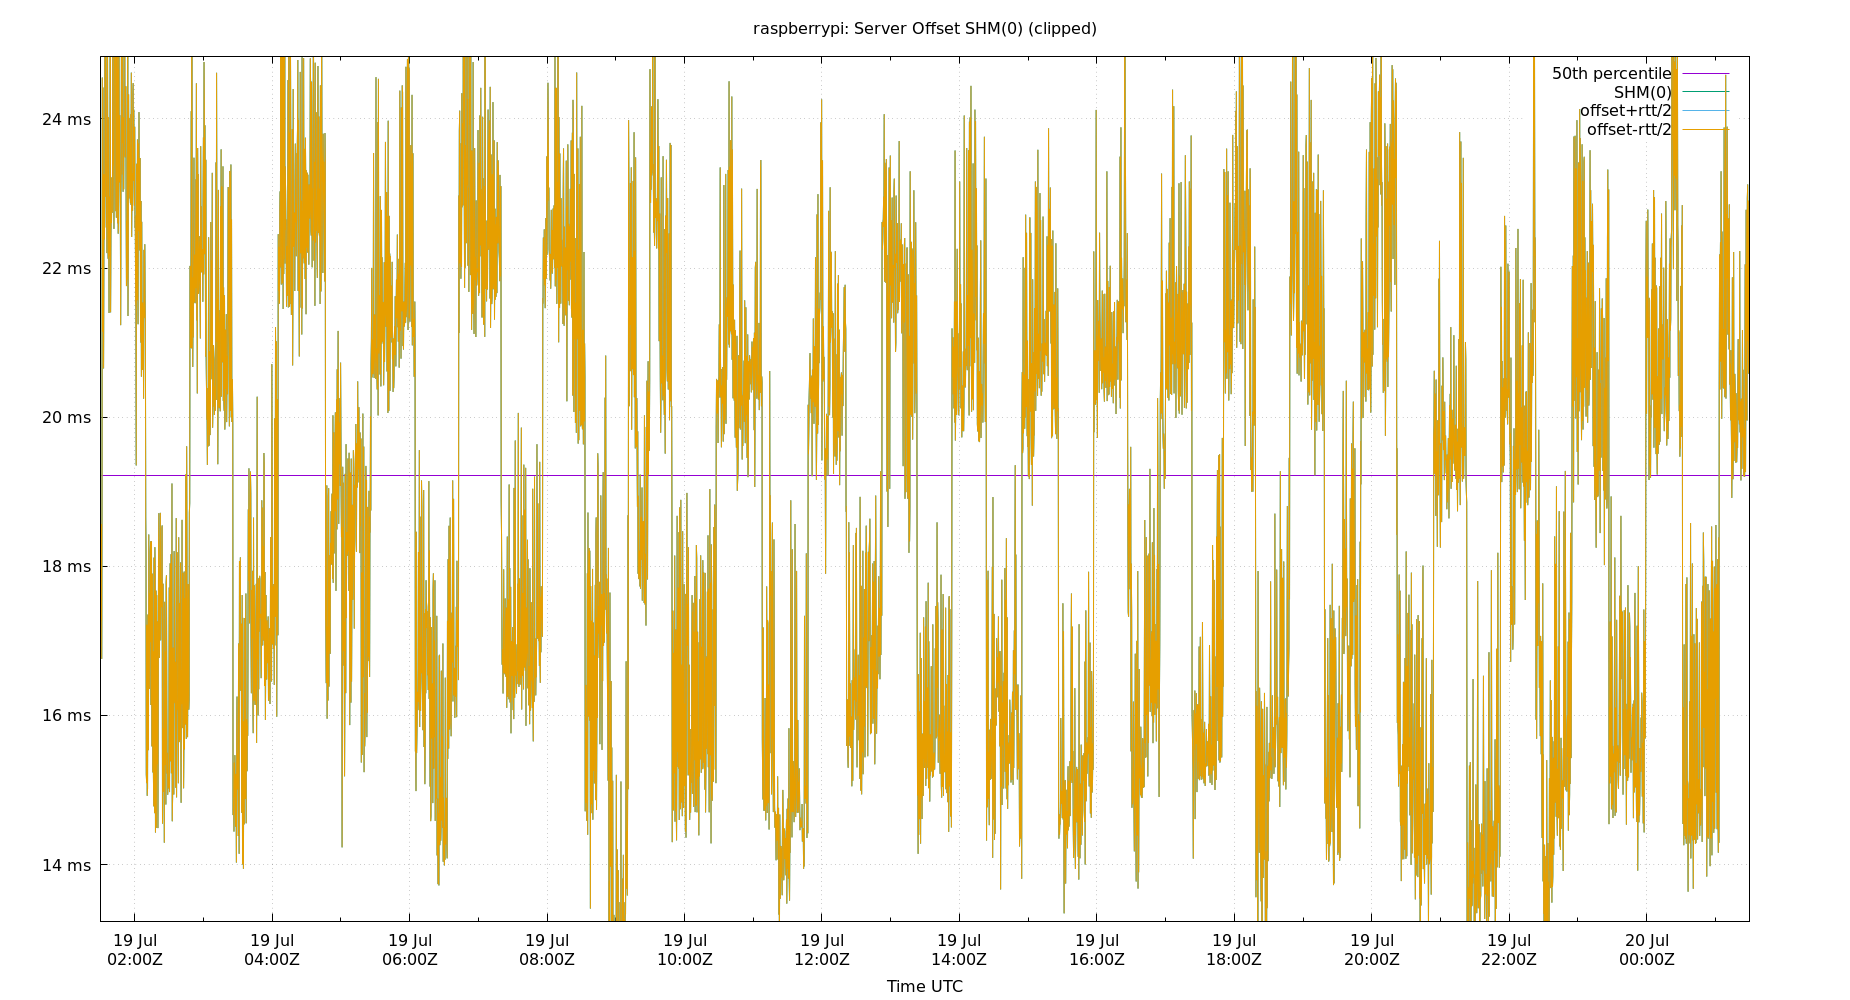 raspberrypi: Server Offset SHM(0) (clipped)
50th percentile
SHM(0)
offset+rtt/2
offset-rtt/2
24 ms
22 ms
20 ms
18 ms
16 ms
14 ms
19 Jul 19 Jul 19 Jul 19 Jul 19 Jul 19 Jul 19 Jul 19 Jul 19 Jul 19 Jul 19 Jul 20 Jul
02:00Z 04:00Z 06:00Z 08:00Z 10:00Z 12:00Z 14:00Z 16:00Z 18:00Z 20:00Z 22:00Z 00:00Z
Time UTC